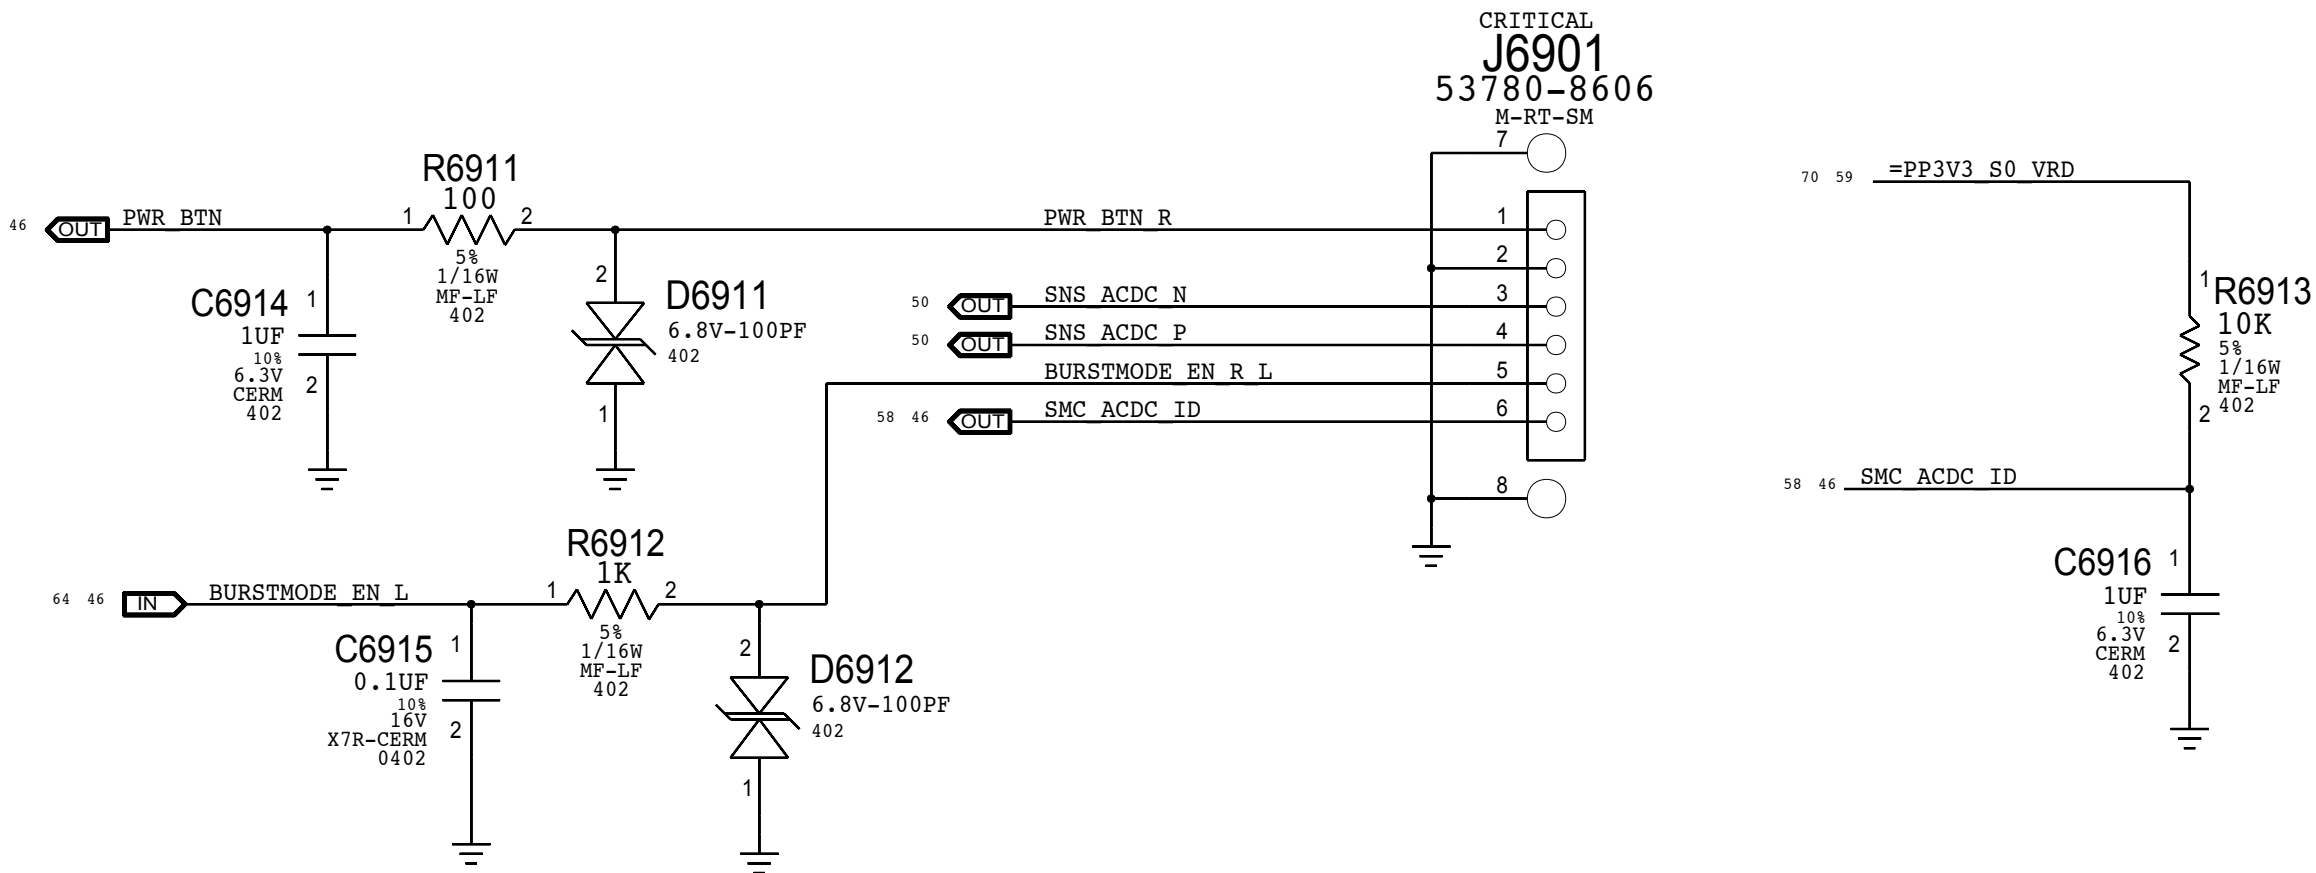 CRITICAL
J6901
53780-8606
M-RT-SM
7
1
2
3
4
5
6
8
46 OUT PWR_BTN
R6911
100
1 2
5%
1/16W
MF-LF
402
PWR_BTN_R
C6914
1UF
10%
6.3V
CERM
402
1
2
D6911
6.8V-100PF
402
2
1
50 OUT SNS_ACDC_N
50 OUT SNS_ACDC_P
BURSTMODE_EN_R_L
58 46 OUT SMC_ACDC_ID
64 46 IN BURSTMODE_EN_L
R6912
1K
1 2
5%
1/16W
MF-LF
402
C6915
0.1UF
10%
16V
X7R-CERM
0402
1
2
D6912
6.8V-100PF
402
2
1
70 59 =PP3V3_S0_VRD
1
R6913
10K
5%
1/16W
MF-LF
402
2
58 46 SMC_ACDC_ID
C6916
1UF
10%
6.3V
CERM
402
1
2